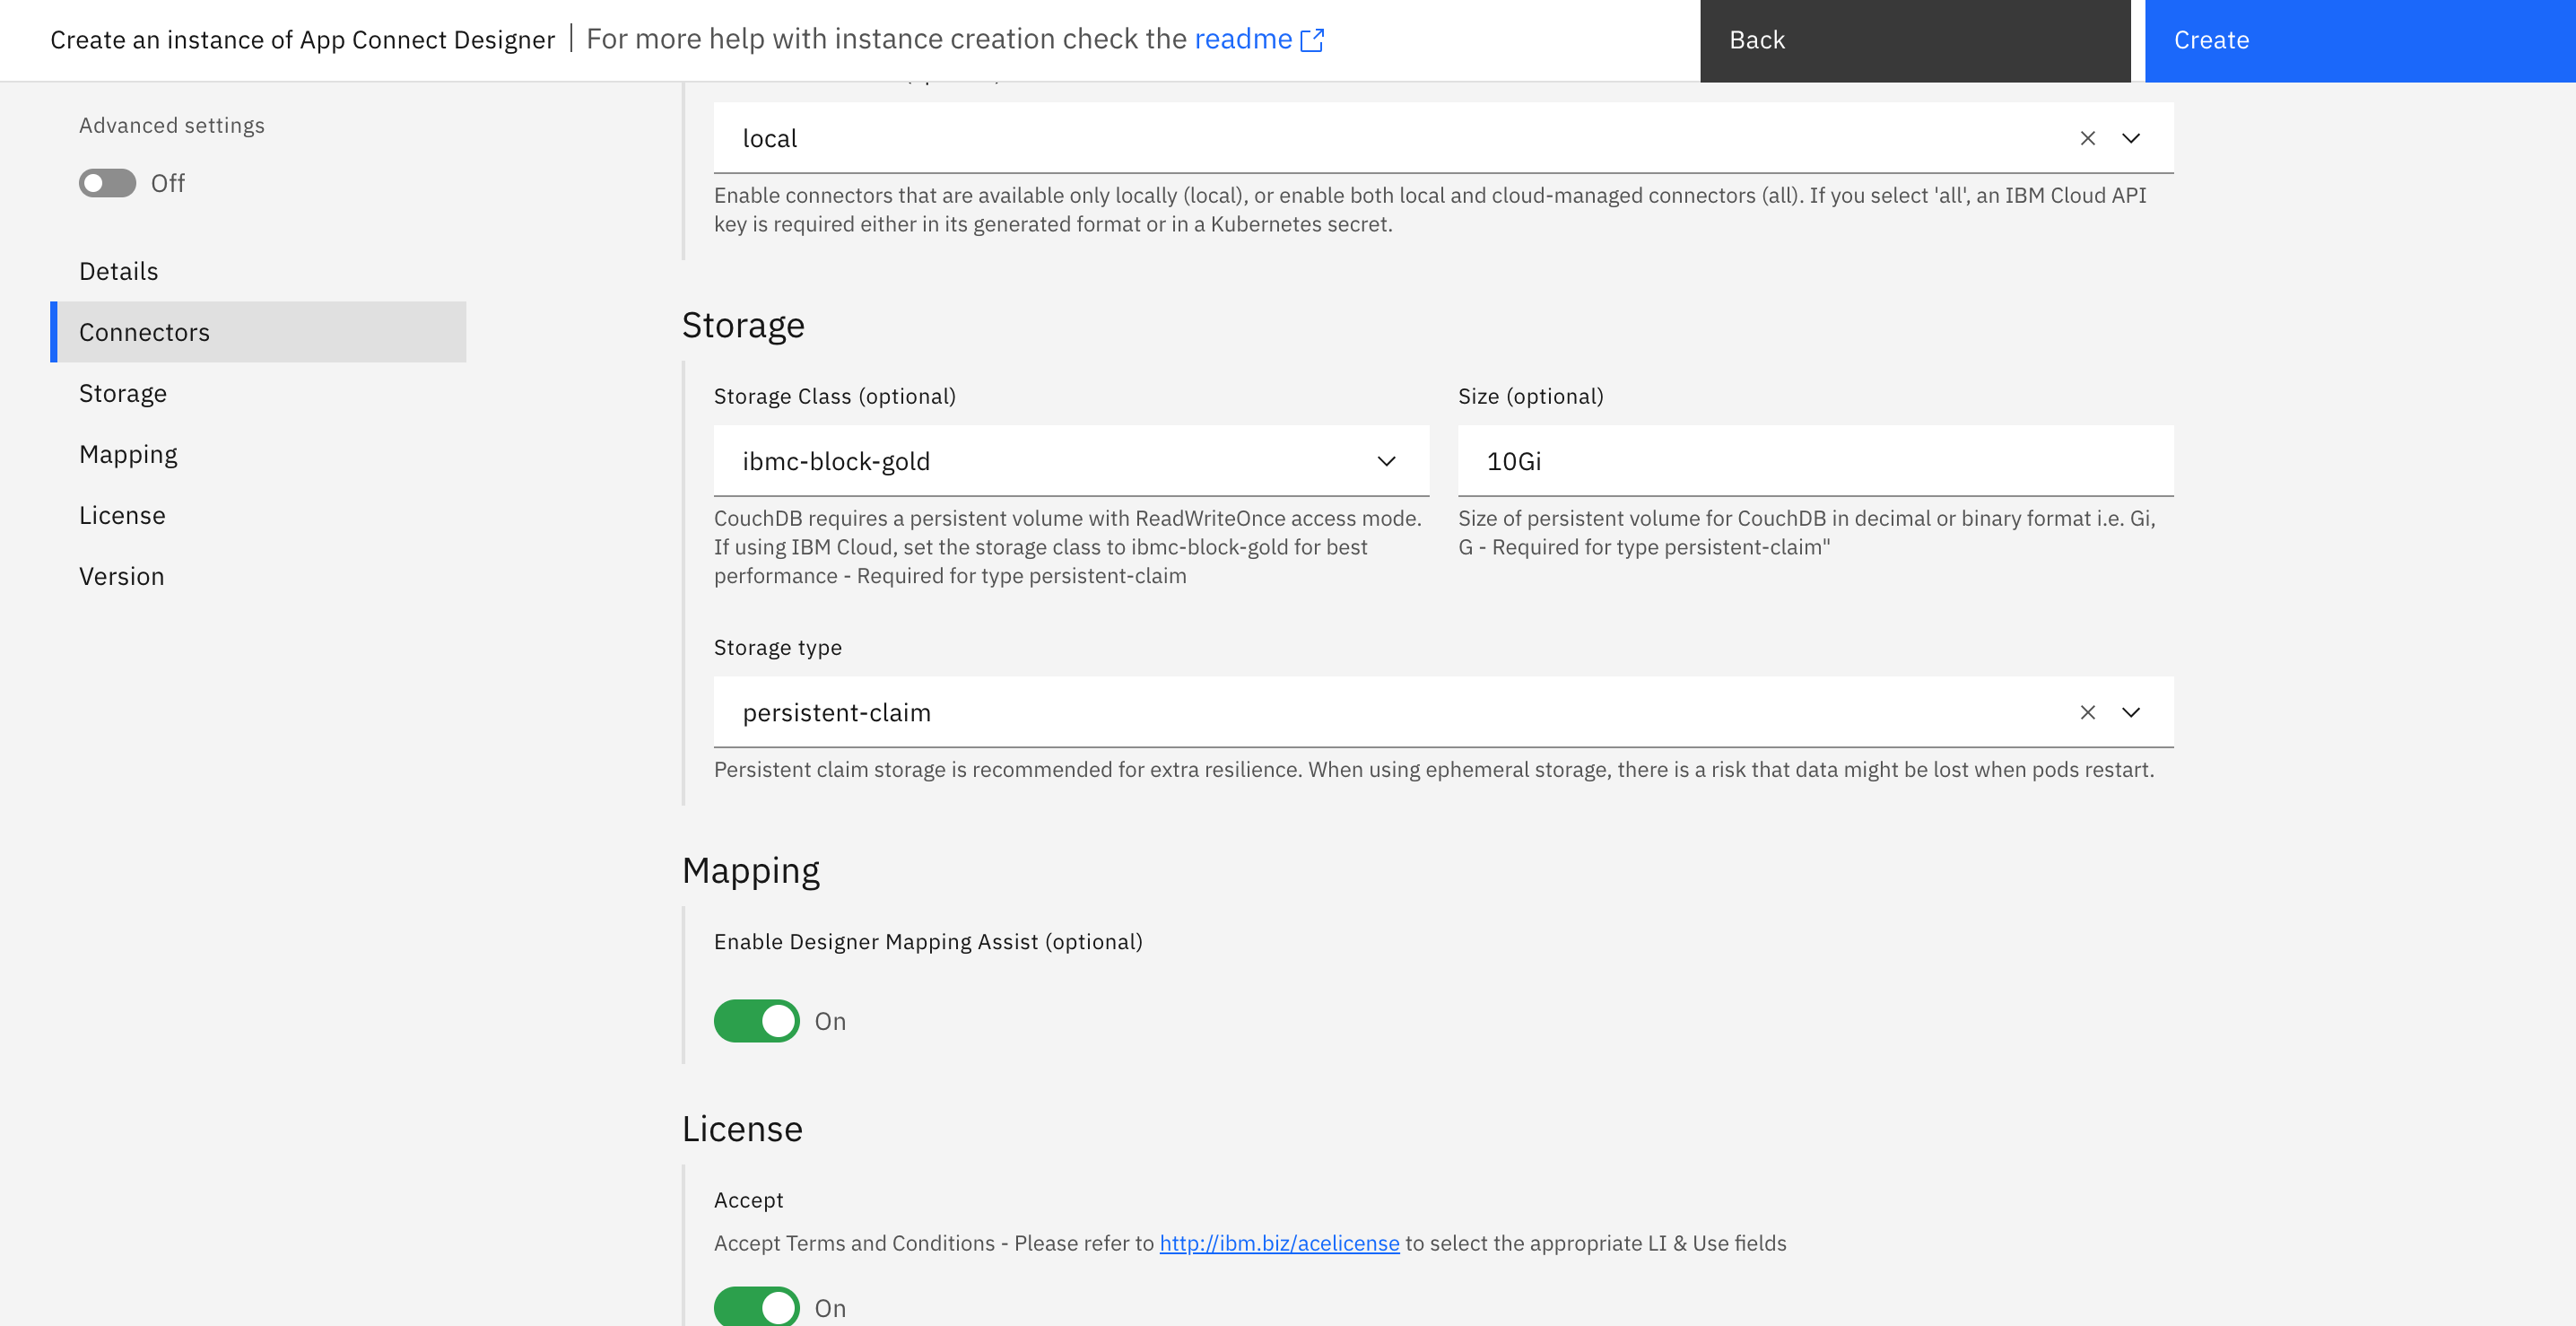 Create an instance of App Connect Designer | For more help with instance creation check the readme
Back
Create
Advanced settings
Off
Details
Connectors
Storage
Mapping
License
Version
local
Enable connectors that are available only locally (local), or enable both local and cloud-managed connectors (all). If you select 'all', an IBM Cloud API
key is required either in its generated format or in a Kubernetes secret.
Storage
Storage Class (optional)
ibmc-block-gold
CouchDB requires a persistent volume with ReadWriteOnce access mode.
If using IBM Cloud, set the storage class to ibmc-block-gold for best
performance - Required for type persistent-claim
Size (optional)
10Gi
Size of persistent volume for CouchDB in decimal or binary format i.e. Gi,
G - Required for type persistent-claim"
Storage type
persistent-claim
Persistent claim storage is recommended for extra resilience. When using ephemeral storage, there is a risk that data might be lost when pods restart.
Mapping
Enable Designer Mapping Assist (optional)
On
License
Accept
Accept Terms and Conditions - Please refer to http://ibm.biz/acelicense to select the appropriate LI & Use fields
On